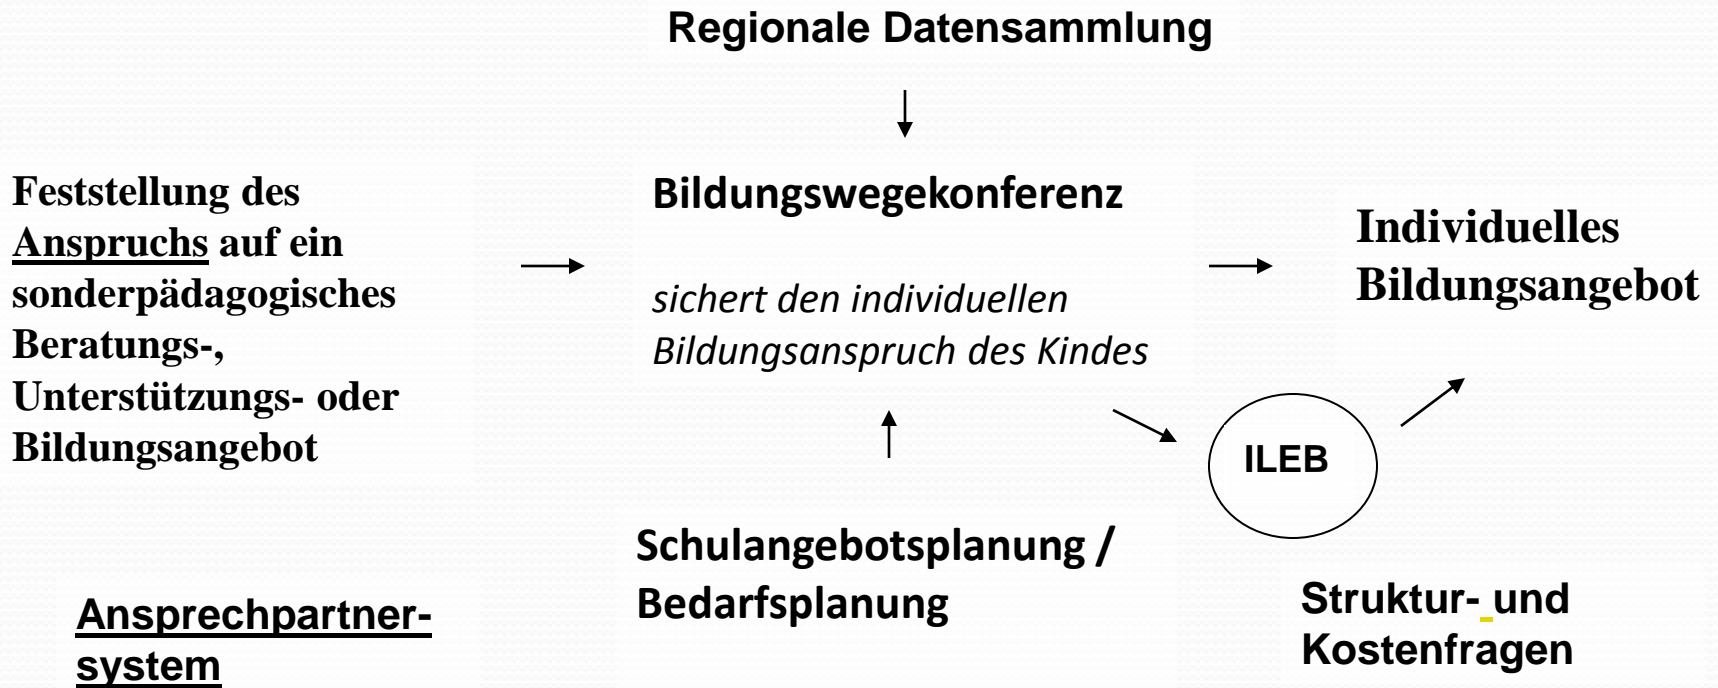 Regionale Datensammlung
Feststellung des
Anspruchs auf ein
sonderpädagogisches
Beratungs-,
Unterstützungs- oder
Bildungsangebot
Bildungswegekonferenz
sichert den individuellen
Bildungsanspruch des Kindes
Individuelles
Bildungsangebot
ILEB
Schulangebotsplanung /
Bedarfsplanung
Ansprechpartner-
system
Struktur- und
Kostenfragen